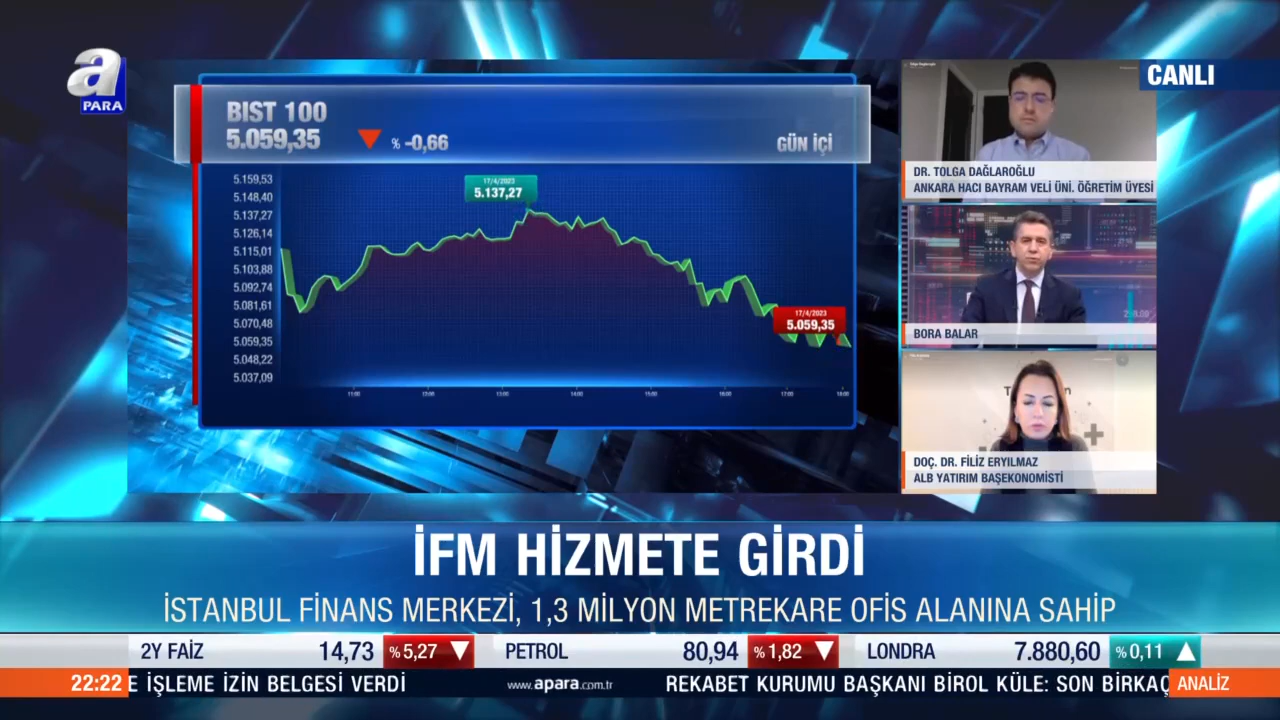 a
PARA
CANLI
BIST 100
5.059,35
% -0,66
GÜN İÇİ
5.159,53
5.148,40
5.137,27
5.126,14
5.115,01
5.103,88
5.092,74
5.081,61
5.070,48
5.059,35
5.048,22
5.037,09
17/4/2023
5.137,27
17/4/2023
5.059,35
11:00 12:00 13:00 14:00 15:00 16:00 17:00 18:00
DR. TOLGA DAĞLAROĞLU
ANKARA HACI BAYRAM VELİ ÜNİ. ÖĞRETİM ÜYESİ
BORA BALAR
DOÇ. DR. FİLİZ ERYILMAZ
ALB YATIRIM BAŞEKONOMİSTİ
İFM HİZMETE GİRDİ
İSTANBUL FİNANS MERKEZİ, 1,3 MİLYON METREKARE OFİS ALANINA SAHİP
2Y FAİZ 14,73 % 5,27 PETROL 80,94 % 1,82 LONDRA 7.880,60 % 0,11
22:22 E İŞLEME İZİN BELGESİ VERDİ www.apara.com.tr REKABET KURUMU BAŞKANI BİROL KÜLE: SON BİRKAÇ ANALİZ